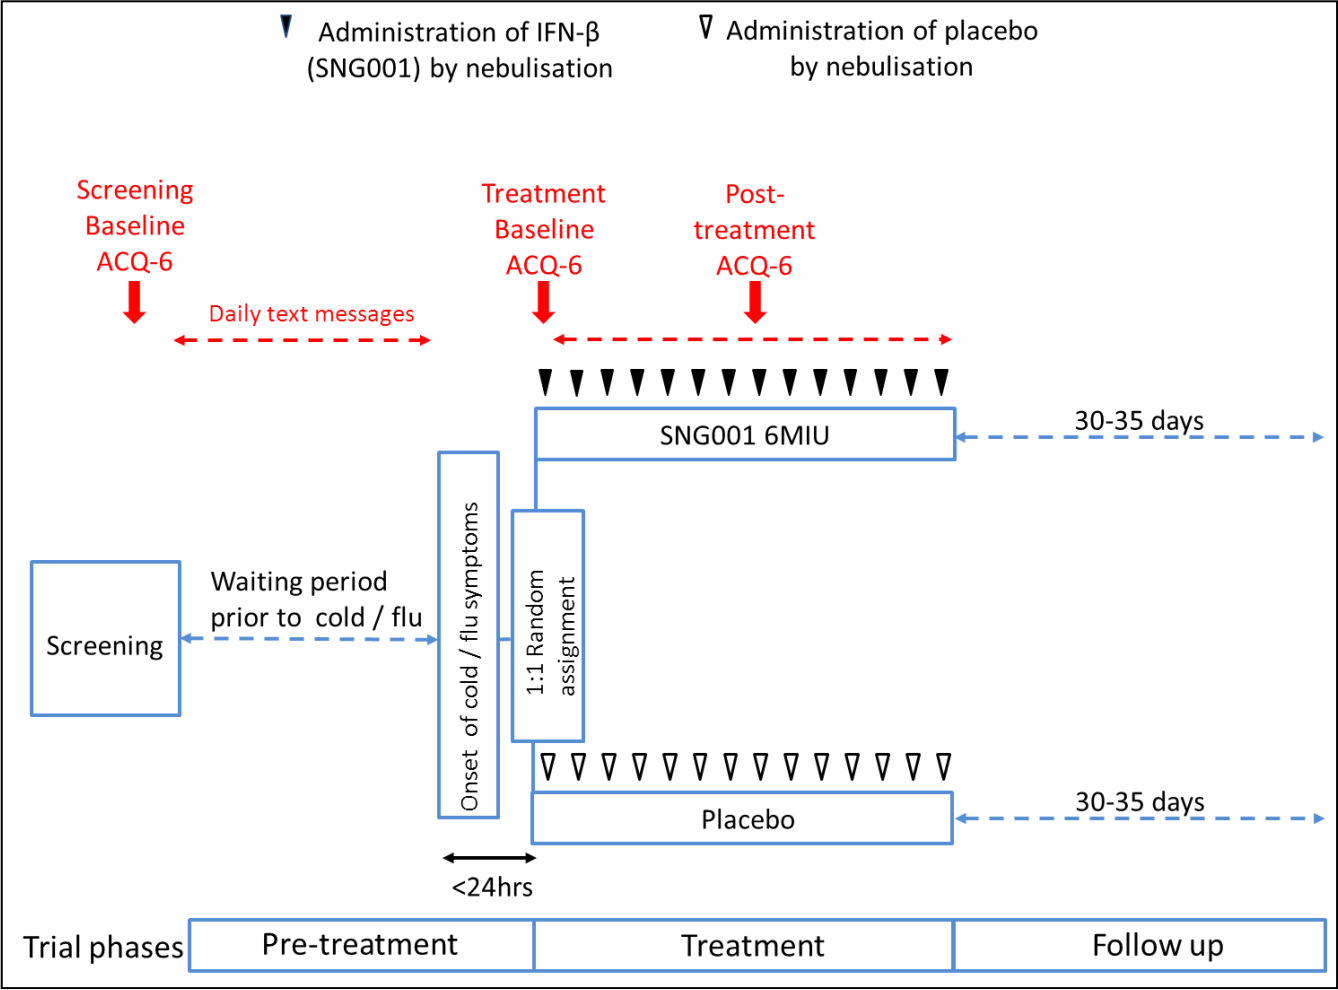 Administration of IFN-β
(SNG001) by nebulisation
Administration of placebo
by nebulisation
Screening
Baseline
ACQ-6
Treatment
Baseline
ACQ-6
Post-
treatment
ACQ-6
Daily text messages
SNG001 6MIU
30-35 days
Onset of cold / flu symptoms
1:1 Random
assignment
Waiting period
prior to cold / flu
Screening
Placebo
30-35 days
<24hrs
Trial phases
Pre-treatment
Treatment
Follow up